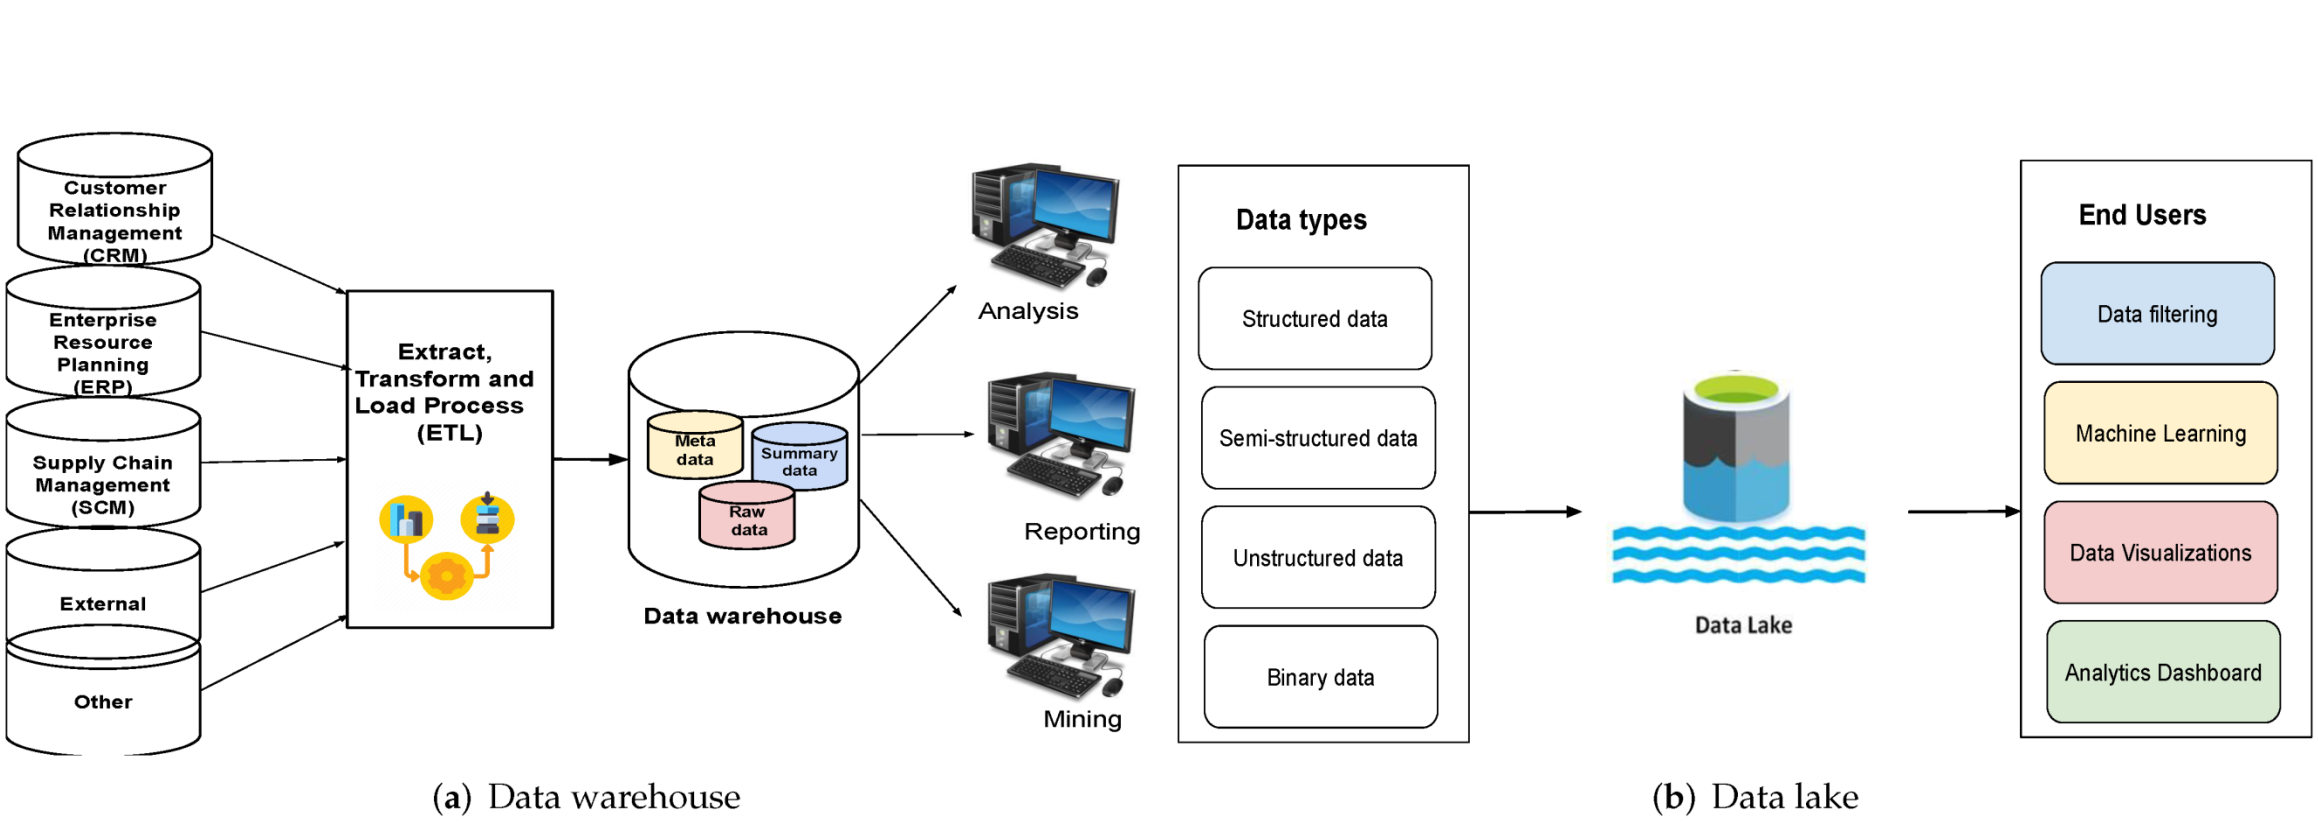 Customer
Relationship
Management
(CRM)
Enterprise
Resource
Planning
(ERP)
Supply Chain
Management
(SCM)
External
Other
Extract,
Transform and
Load Process
(ETL)
Meta
data
Summary
data
Raw
data
Data warehouse
Analysis
Reporting
Mining
(a) Data warehouse
Data types
Structured data
Semi-structured data
Unstructured data
Binary data
Data Lake
End Users
Data filtering
Machine Learning
Data Visualizations
Analytics Dashboard
(b) Data lake